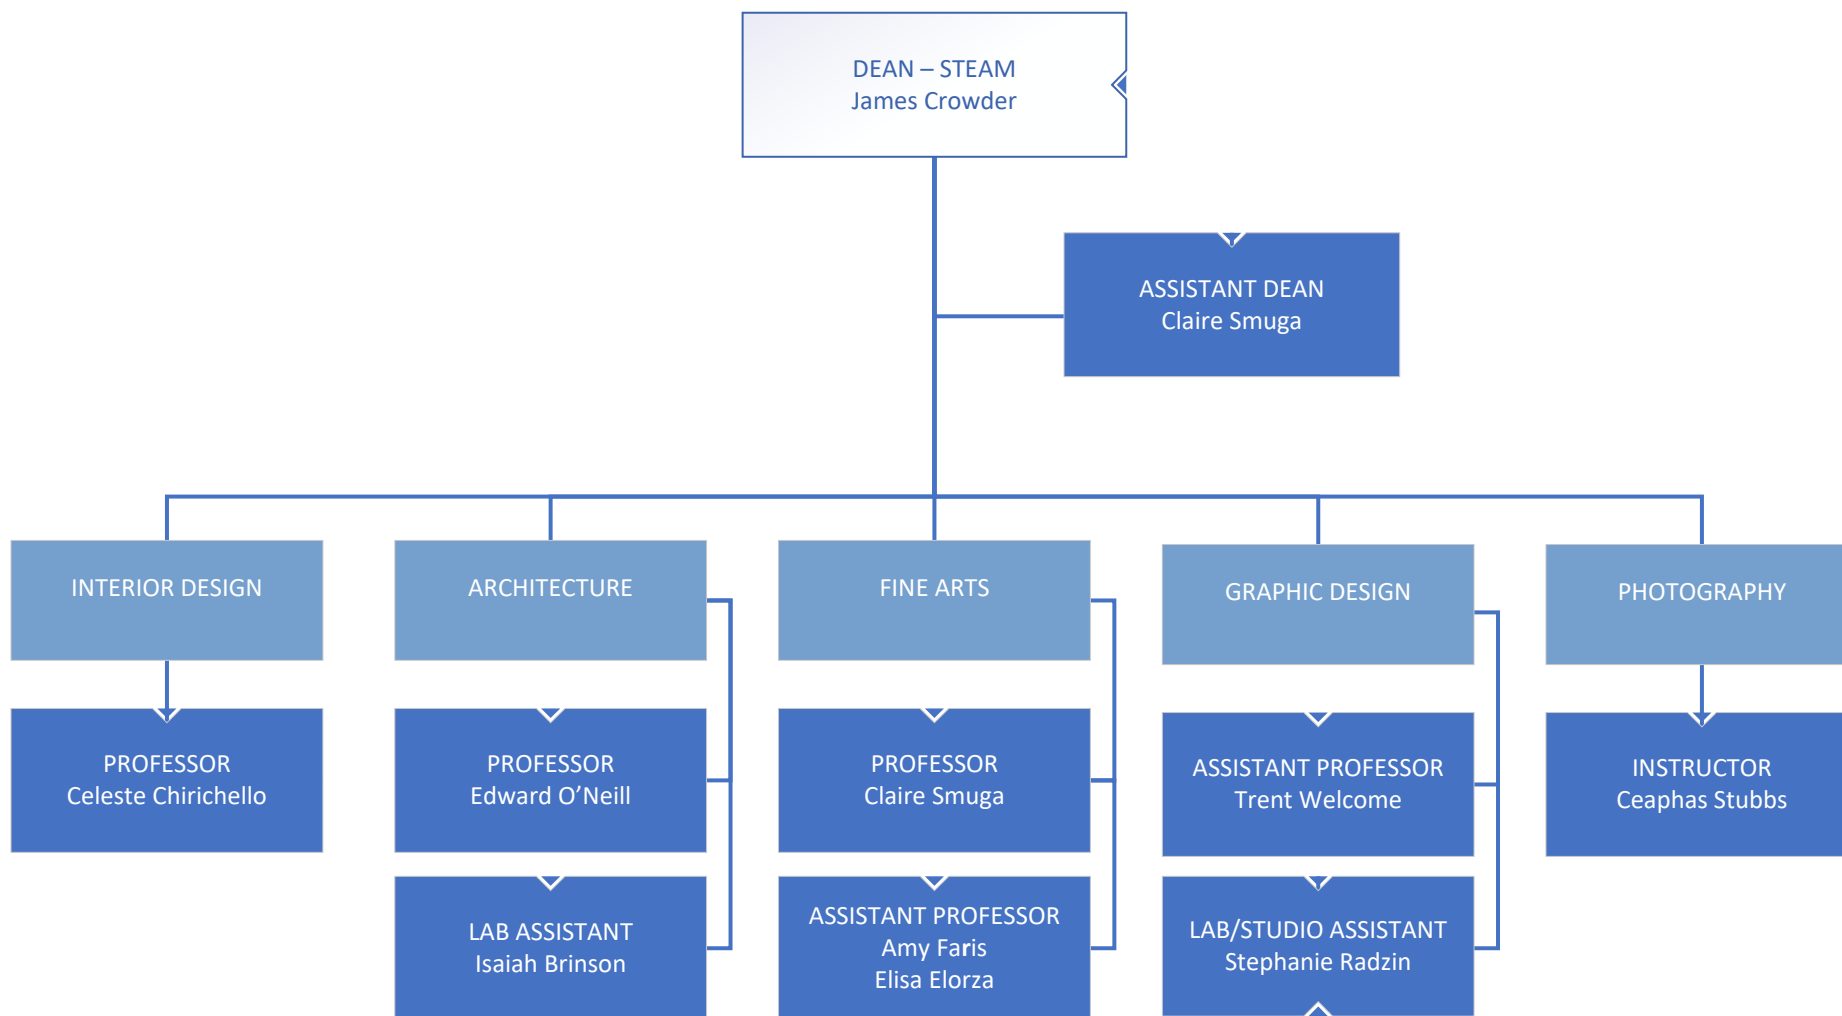 DEAN – STEAM
James Crowder
ASSISTANT DEAN
Claire Smuga
INTERIOR DESIGN
ARCHITECTURE
FINE ARTS
GRAPHIC DESIGN
PHOTOGRAPHY
PROFESSOR
Celeste Chirichello
PROFESSOR
Edward O’Neill
PROFESSOR
Claire Smuga
ASSISTANT PROFESSOR
Trent Welcome
INSTRUCTOR
Ceaphas Stubbs
LAB ASSISTANT
Isaiah Brinson
ASSISTANT PROFESSOR
Amy Faris
Elisa Elorza
LAB/STUDIO ASSISTANT
Stephanie Radzin